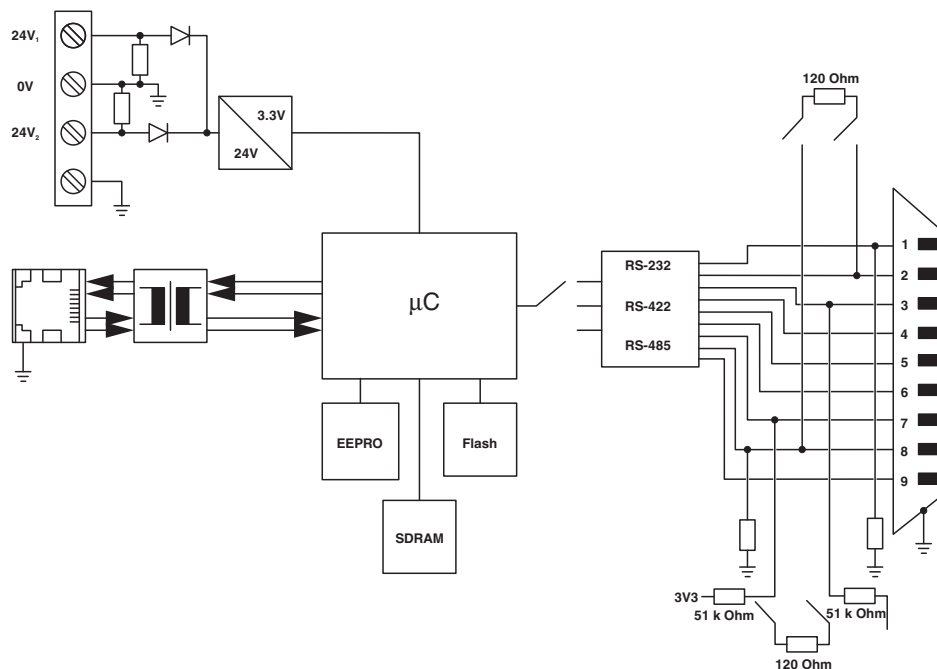 24V₁
0V
24V₂
3.3V
24V
µC
EEPRO
Flash
SDRAM
RS-232
RS-422
RS-485
120 Ohm
1
2
3
4
5
6
7
8
9
3V3
51 k Ohm
51 k Ohm
120 Ohm